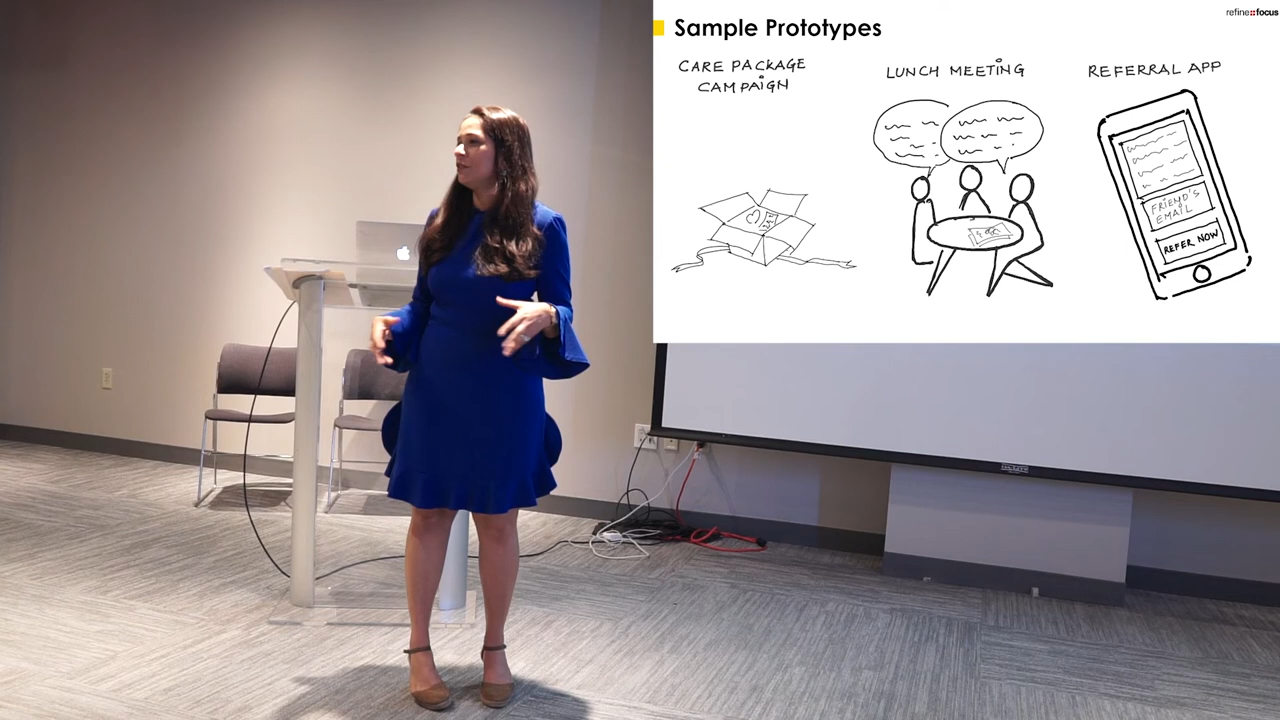 refine::focus
Sample Prototypes
CARE PACKAGE
CAMPAIGN
LUNCH MEETING
REFERRAL APP
FRIEND'S
EMAIL
REFER NOW